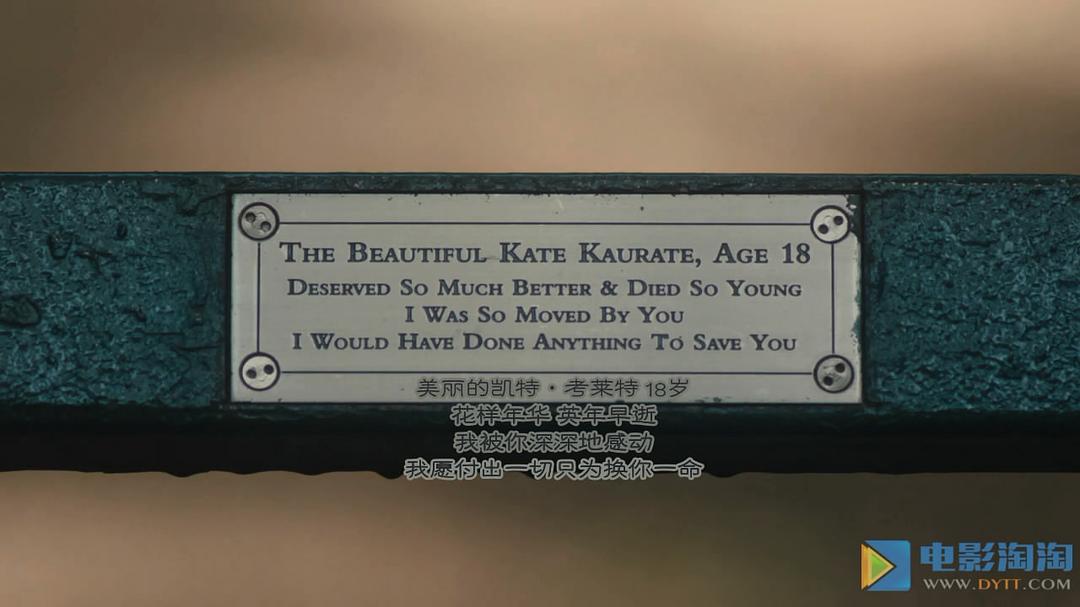 THE BEAUTIFUL KATE KAURATE, AGE 18
DESERVED SO MUCH BETTER & DIED SO YOUNG
I WAS SO MOVED BY YOU
I WOULD HAVE DONE ANYTHING TO SAVE YOU
美丽的凯特·考莱特 18岁
花样年华 英年早逝
我被你深深地感动
我愿付出一切只为换你一命
电影淘淘
WWW.DYTT.COM